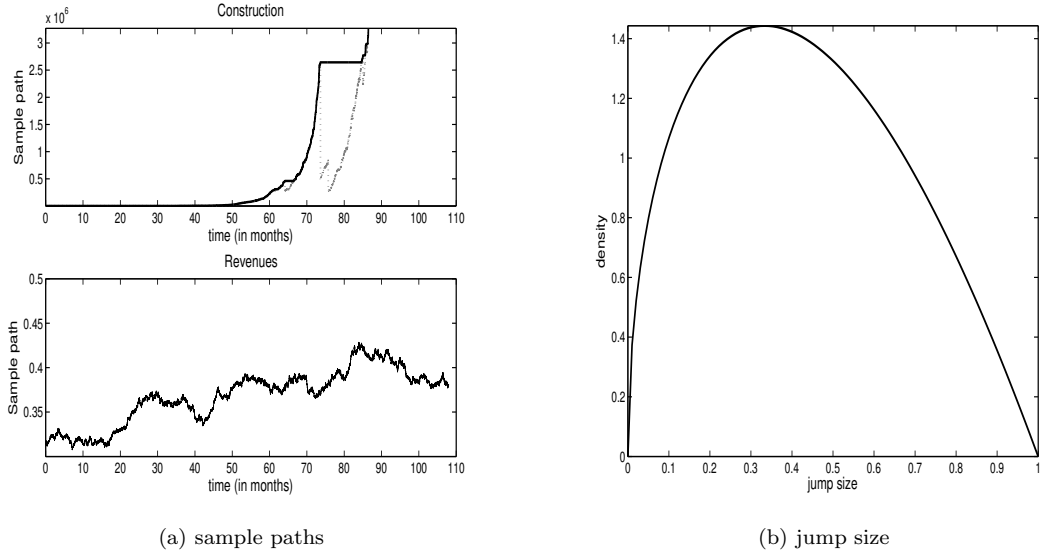 Construction
x 10⁶
3
2.5
2
1.5
1
0.5
Sample path
0 10 20 30 40 50 60 70 80 90 100 110
time (in months)
Revenues
0.5
0.45
0.4
0.35
Sample path
0 10 20 30 40 50 60 70 80 90 100 110
time (in months)
(a) sample paths
1.4
1.2
1
0.8
0.6
0.4
0.2
0
density
0 0.1 0.2 0.3 0.4 0.5 0.6 0.7 0.8 0.9 1
jump size
(b) jump size